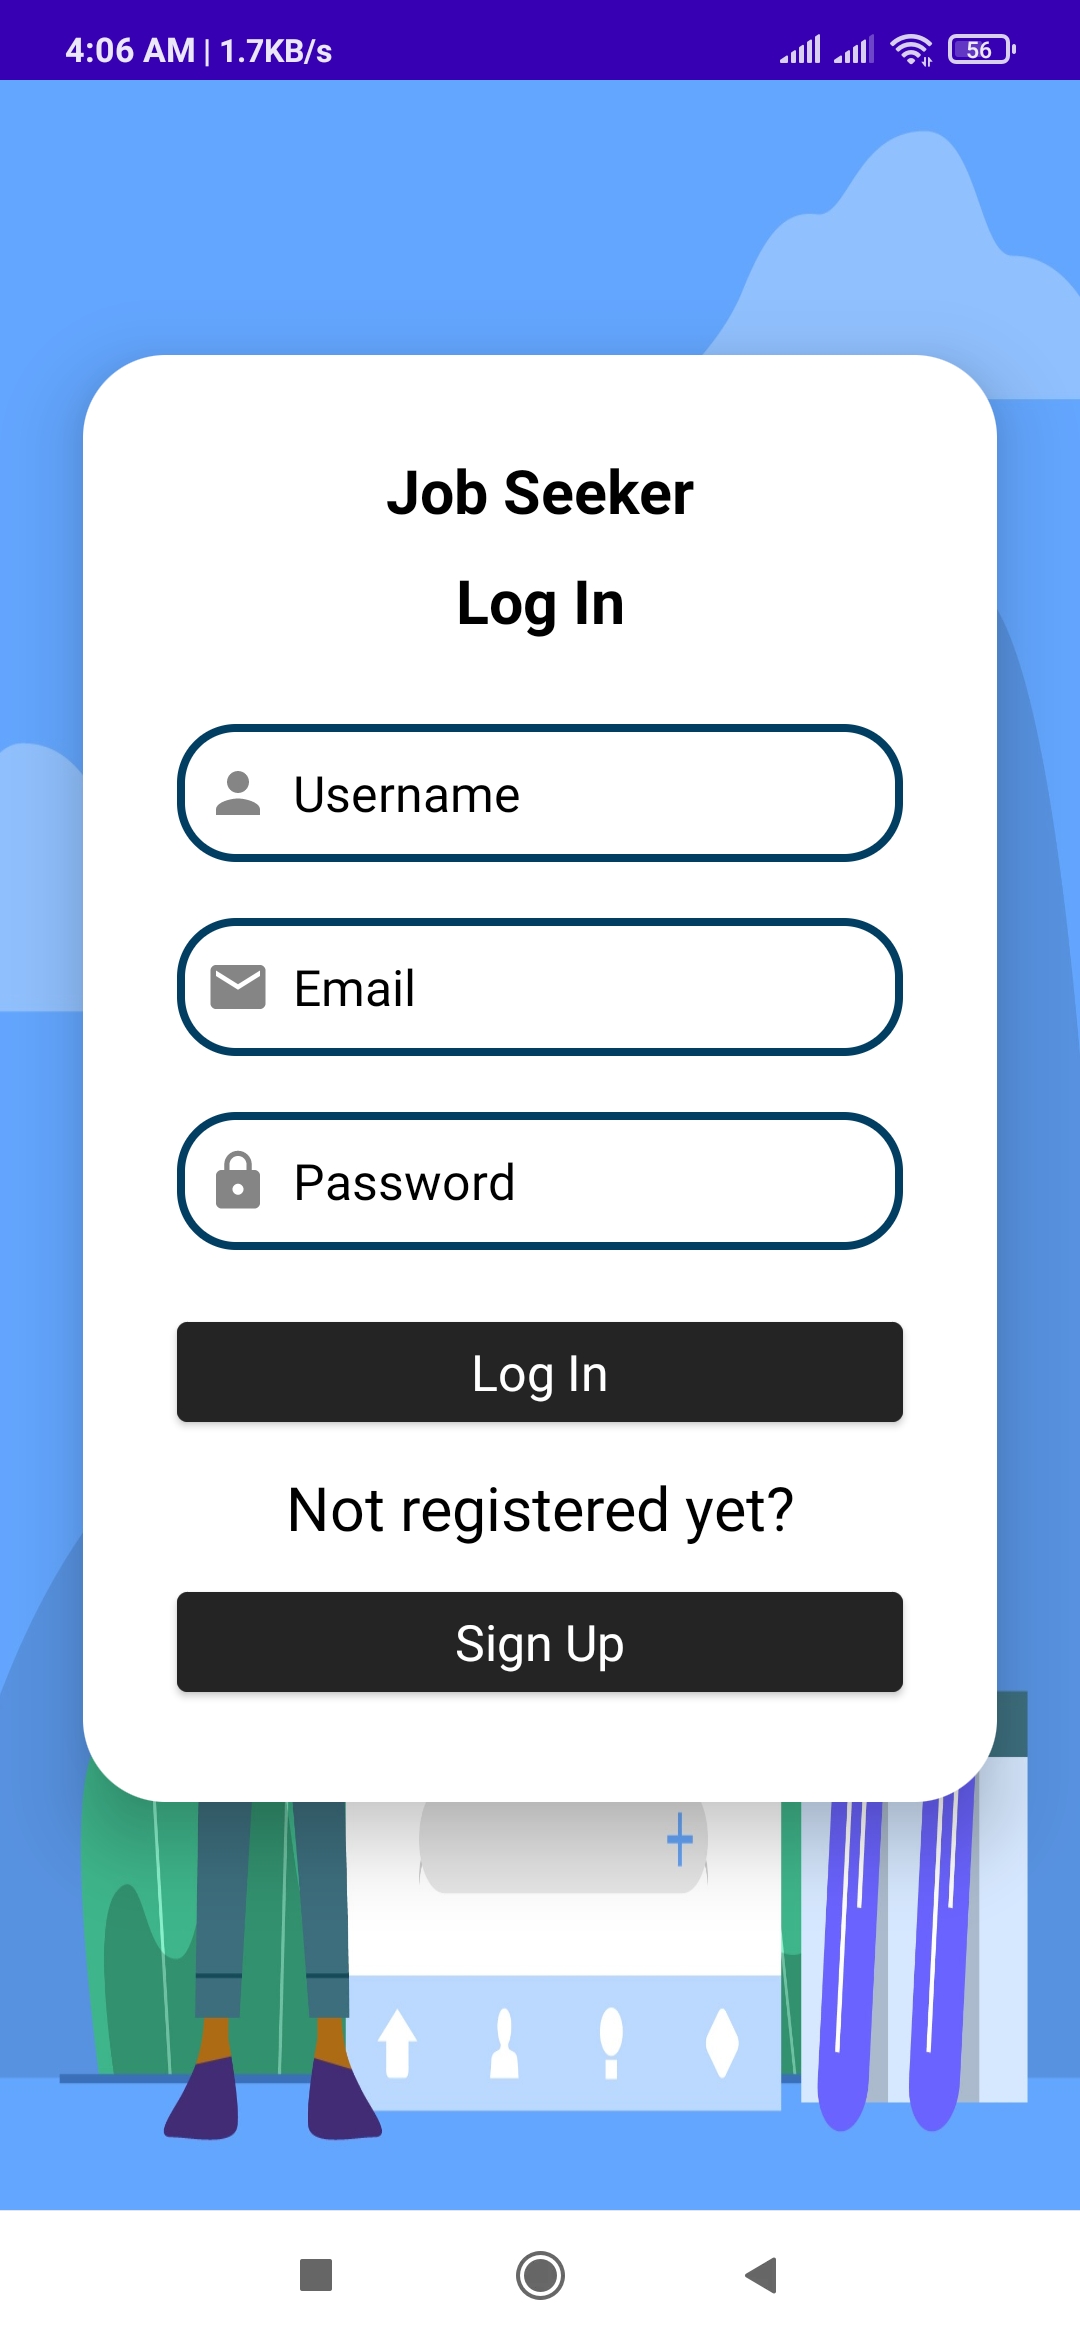 4:06 AM | 1.7KB/s 56
Job Seeker
Log In
Username
Email
Password
Log In
Not registered yet?
Sign Up